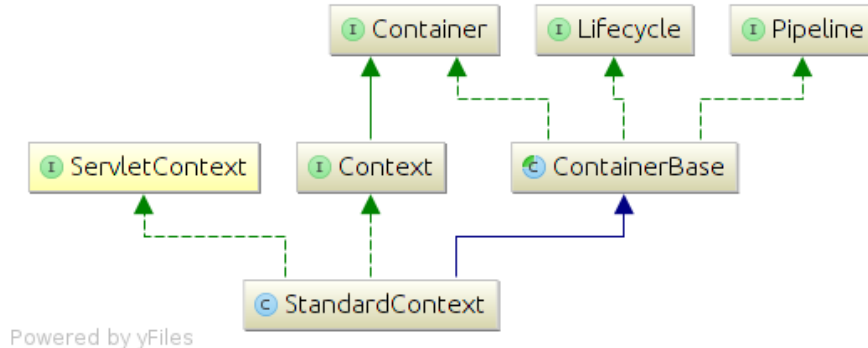 I Container
I Lifecycle
I Pipeline
I ServletContext
I Context
C ContainerBase
C StandardContext
Powered by yFiles